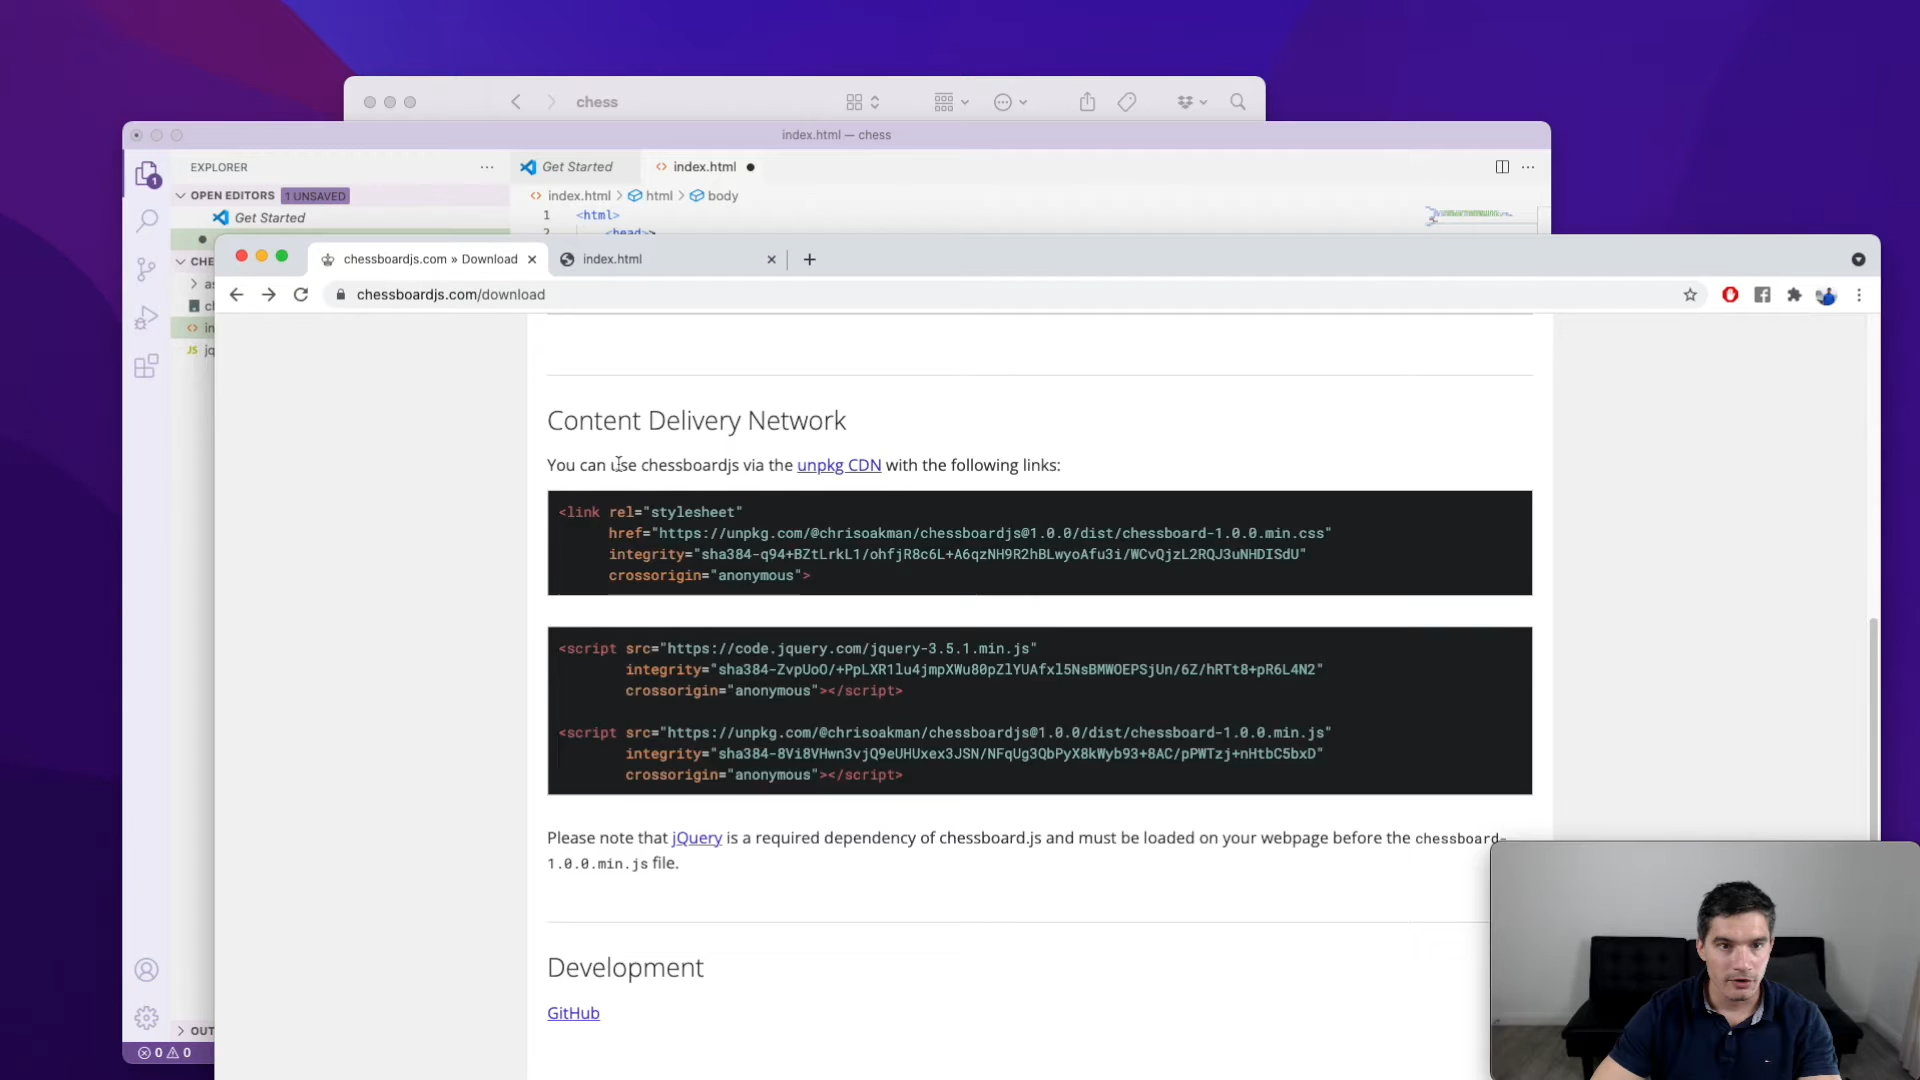 chess
index.html — chess
EXPLORER
Get Started
index.html
OPEN EDITORS
1 UNSAVED
index.html > html > body
Get Started
1 <html>
2 <head>
chessboardjs.com » Download
index.html
chessboardjs.com/download
Content Delivery Network
You can use chessboardjs via the unpkg CDN with the following links:
<link rel="stylesheet"
href="https://unpkg.com/@chrisoakman/chessboardjs@1.0.0/dist/chessboard-1.0.0.min.css"
integrity="sha384-q94+BZtLrkL1/ohfjR8c6L+A6qzNH9R2hBLwyoAfu3i/WCvQjzL2RQJ3uNHDISdU"
crossorigin="anonymous">
<script src="https://code.jquery.com/jquery-3.5.1.min.js"
integrity="sha384-ZvpUoO/+PpLXR1lu4jmpXWu80pZlYUAfxl5NsBMWOEPSjUn/6Z/hRTt8+pR6L4N2"
crossorigin="anonymous"></script>
<script src="https://unpkg.com/@chrisoakman/chessboardjs@1.0.0/dist/chessboard-1.0.0.min.js"
integrity="sha384-8Vi8VHwn3vjQ9eUHUxex3JSN/NFqUg3QbPyX8kWyb93+8AC/pPWTzj+nHtbC5bxD"
crossorigin="anonymous"></script>
Please note that jQuery is a required dependency of chessboard.js and must be loaded on your webpage before the chessboard-
1.0.0.min.js file.
Development
GitHub
0 0